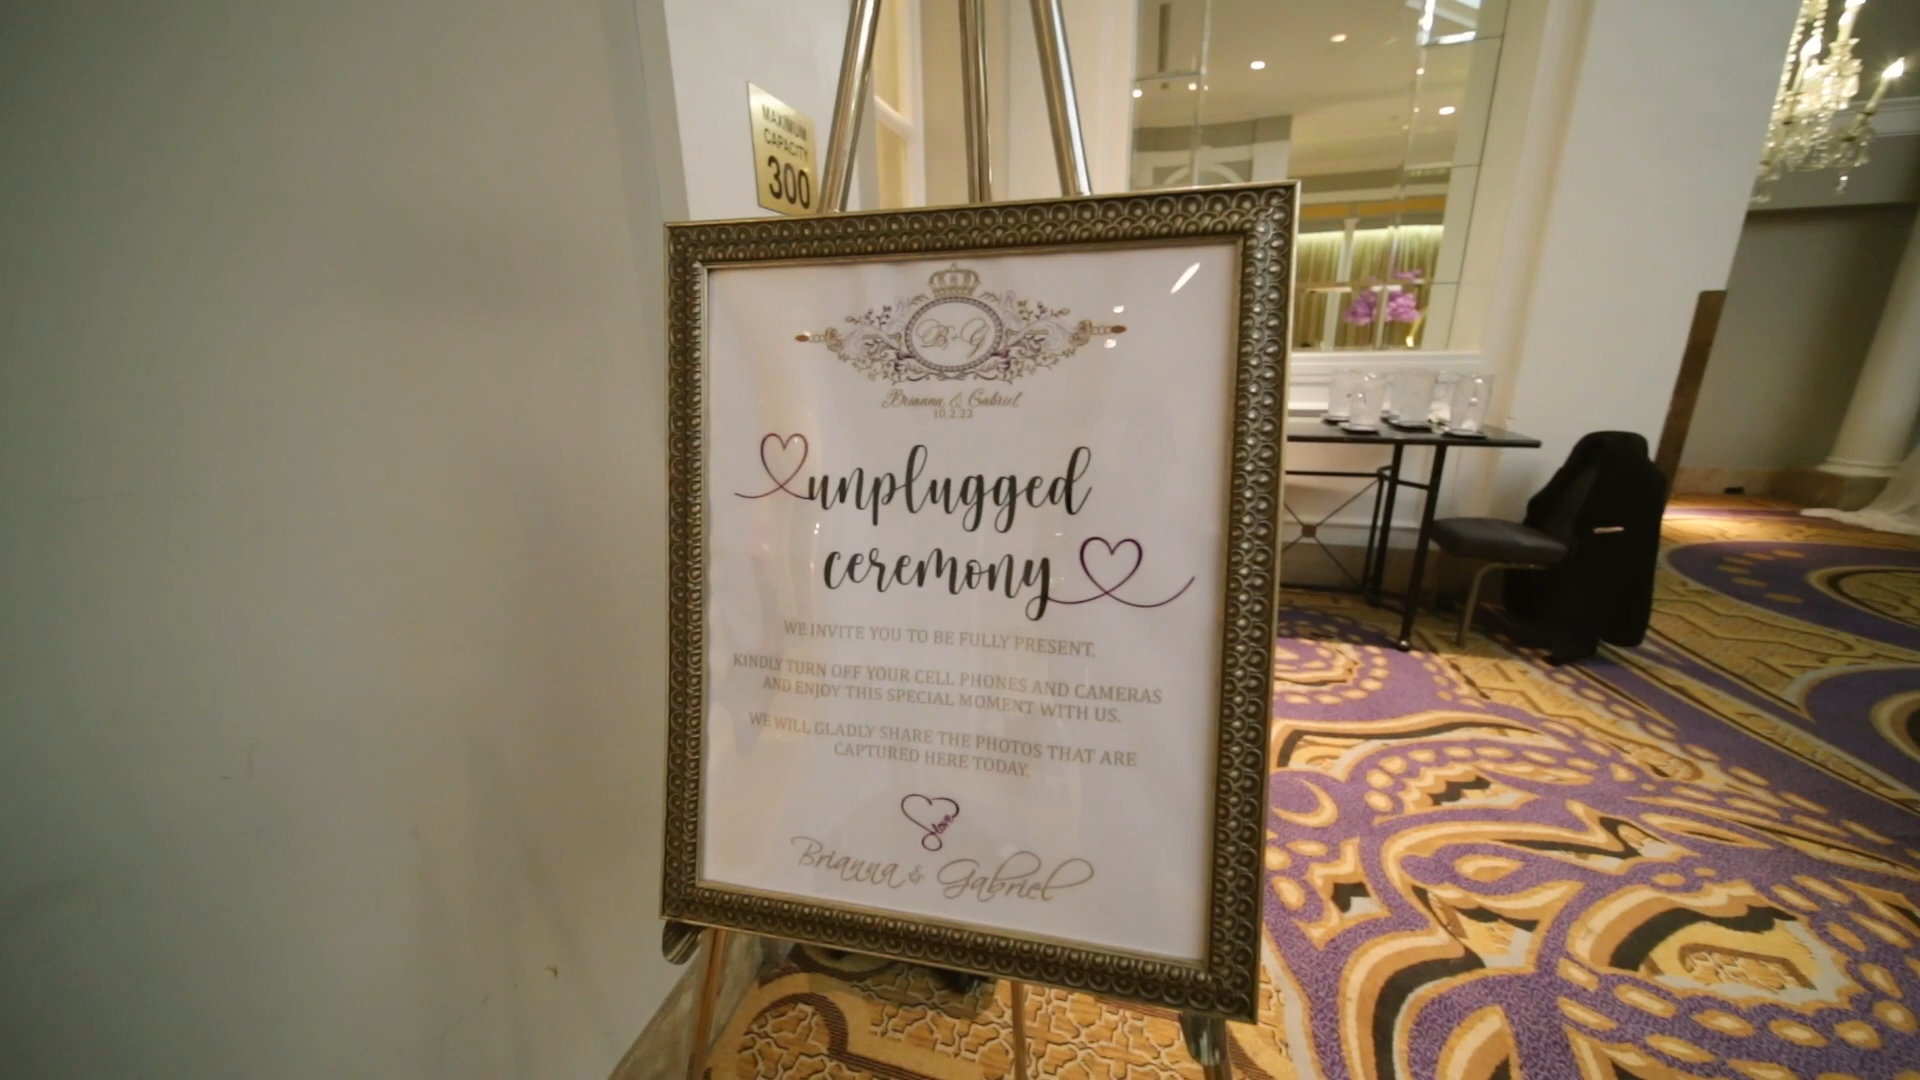 MAXIMUM
CAPACITY
300
B+G
Brianna & Gabriel
10.2.22
unplugged
ceremony
WE INVITE YOU TO BE FULLY PRESENT.
KINDLY TURN OFF YOUR CELL PHONES AND CAMERAS
AND ENJOY THIS SPECIAL MOMENT WITH US.
WE WILL GLADLY SHARE THE PHOTOS THAT ARE
CAPTURED HERE TODAY.
love
Brianna & Gabriel